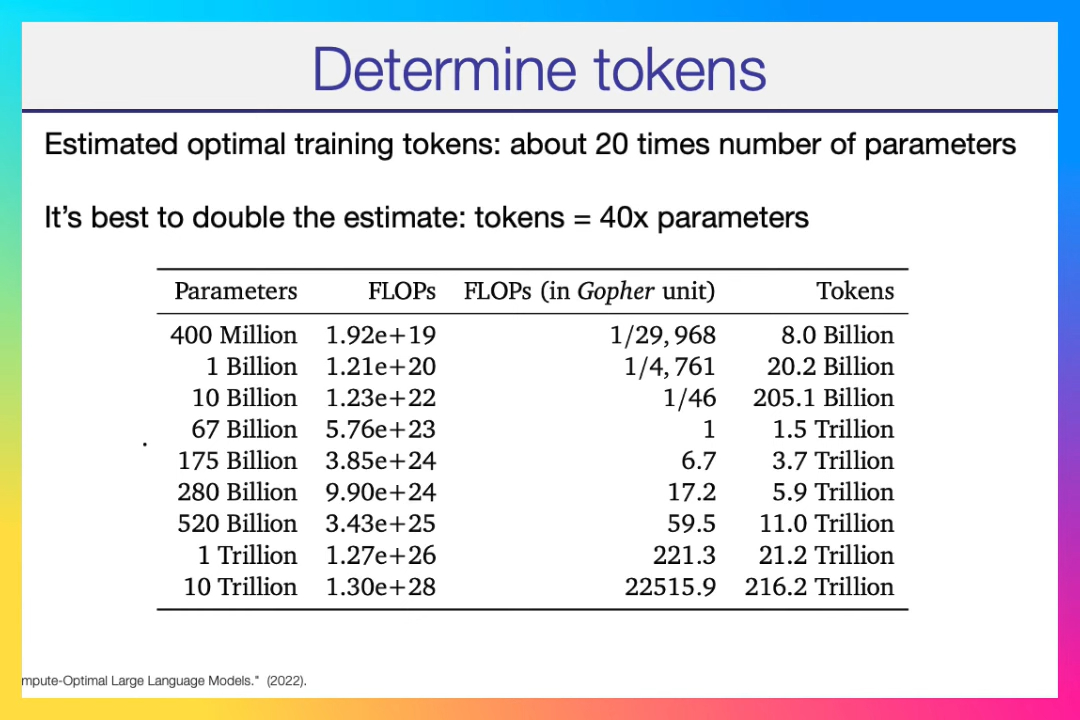 Determine tokens
Estimated optimal training tokens: about 20 times number of parameters
It’s best to double the estimate: tokens = 40x parameters
Parameters FLOPs FLOPs (in Gopher unit) Tokens
400 Million 1.92e+19 1/29, 968 8.0 Billion
1 Billion 1.21e+20 1/4, 761 20.2 Billion
10 Billion 1.23e+22 1/46 205.1 Billion
67 Billion 5.76e+23 1 1.5 Trillion
175 Billion 3.85e+24 6.7 3.7 Trillion
280 Billion 9.90e+24 17.2 5.9 Trillion
520 Billion 3.43e+25 59.5 11.0 Trillion
1 Trillion 1.27e+26 221.3 21.2 Trillion
10 Trillion 1.30e+28 22515.9 216.2 Trillion
mpute-Optimal Large Language Models." (2022).